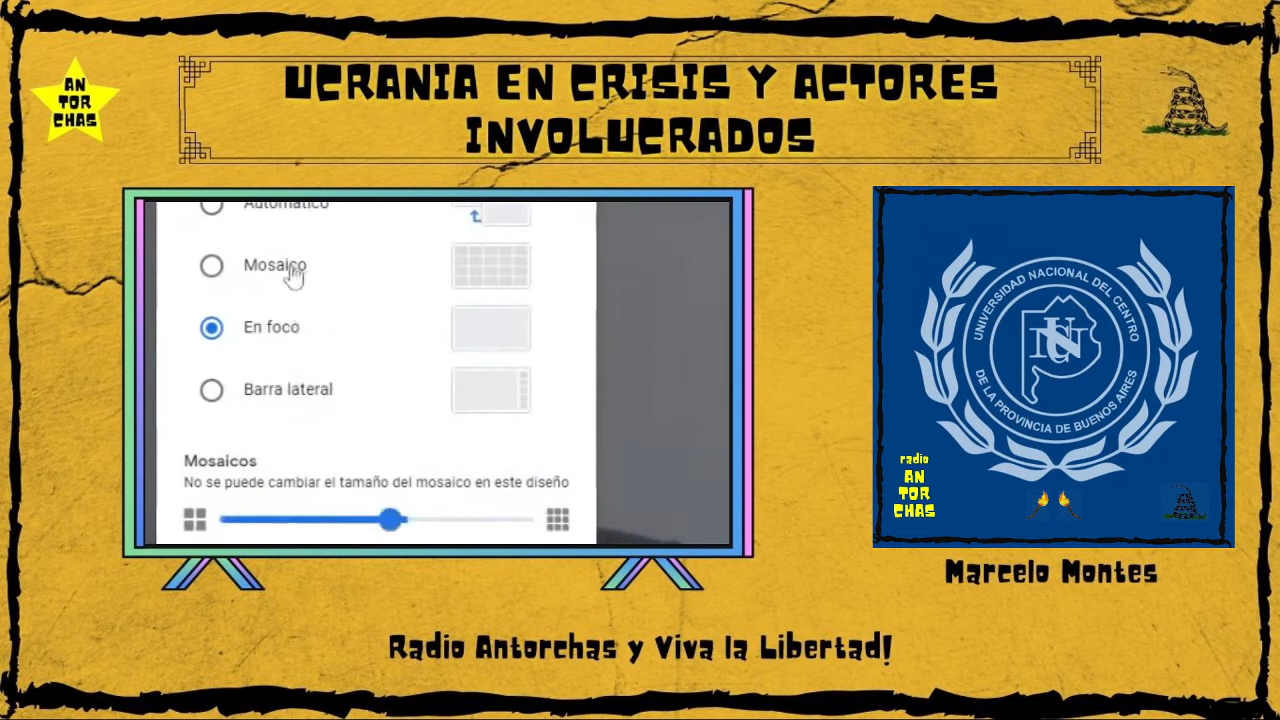 AN
TOR
CHAS
UCRANIA EN CRISIS Y ACTORES
INVOLUCRADOS
Automático
Mosaico
En foco
Barra lateral
Mosaicos
No se puede cambiar el tamaño del mosaico en este diseño
UNIVERSIDAD NACIONAL DEL CENTRO
DE LA PROVINCIA DE BUENOS AIRES
UNC
radio
AN
TOR
CHAS
Marcelo Montes
Radio Antorchas y Viva la Libertad!